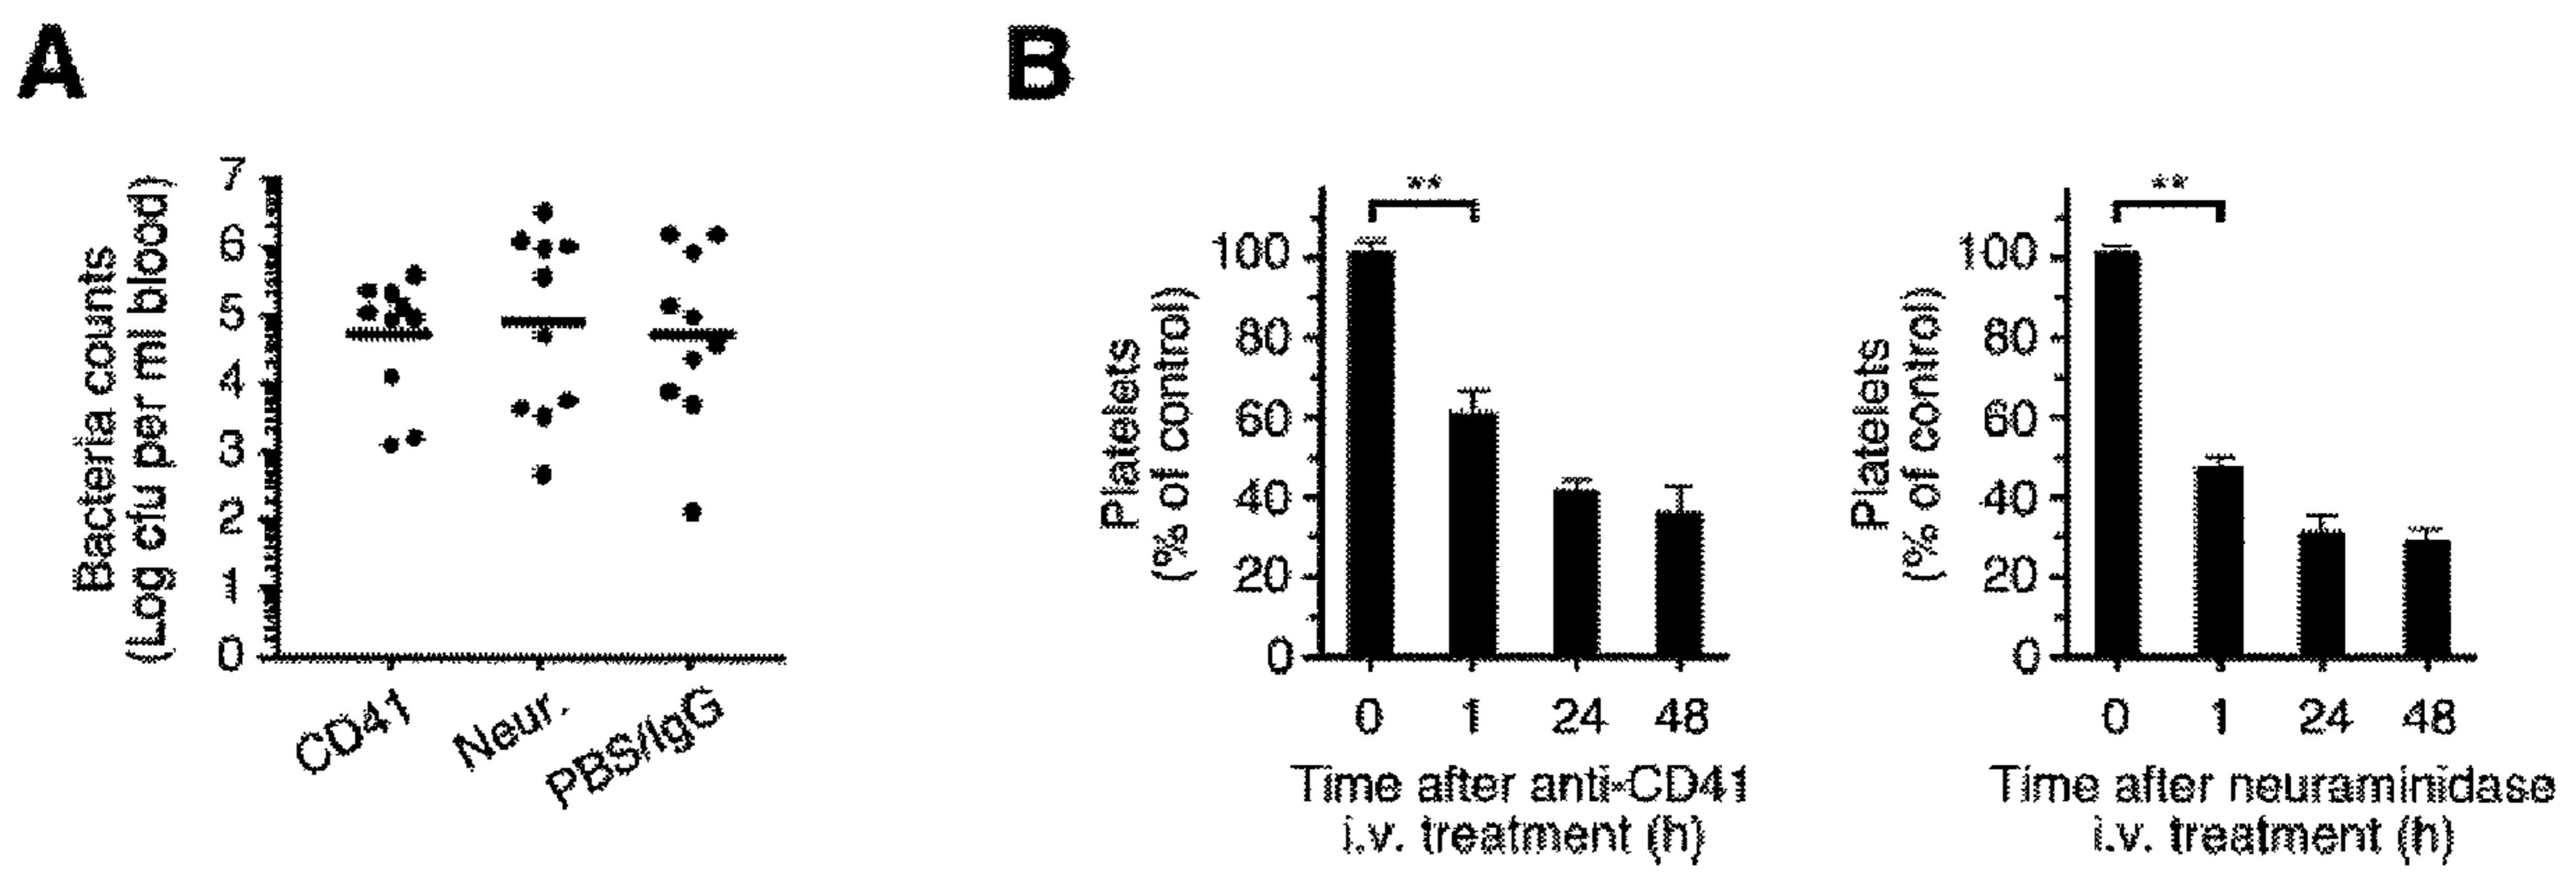 A
Bacteria counts
(Log cfu per ml blood)
7
6
5
4
3
2
1
0
CD41
Neur.
PBS/IgG
B
Platelets
(% of control)
100
80
60
40
20
0
**
0 1 24 48
Time after anti-CD41
i.v. treatment (h)
Platelets
(% of control)
100
80
60
40
20
0
**
0 1 24 48
Time after neuraminidase
i.v. treatment (h)